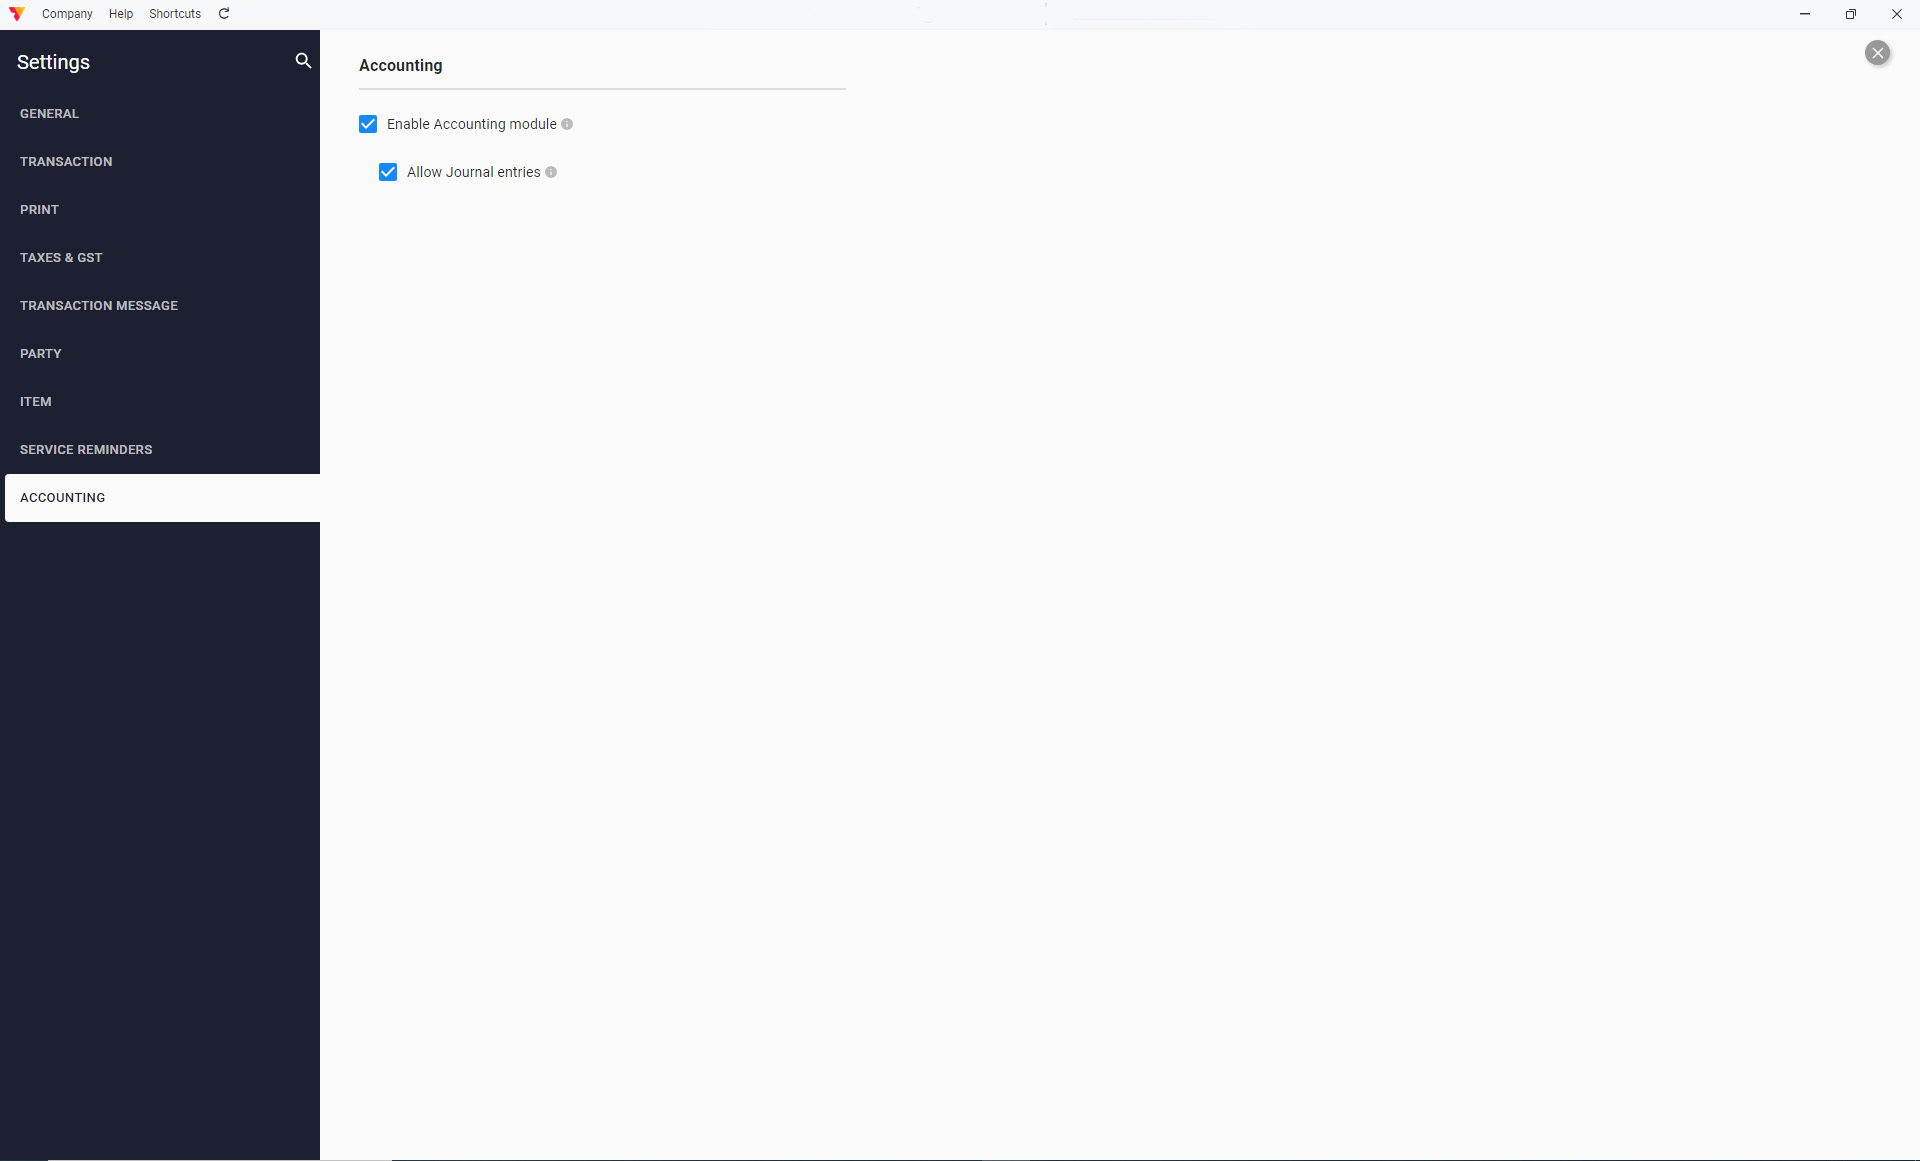 Company Help Shortcuts
Settings
GENERAL
TRANSACTION
PRINT
TAXES & GST
TRANSACTION MESSAGE
PARTY
ITEM
SERVICE REMINDERS
ACCOUNTING
Accounting
Enable Accounting module
Allow Journal entries